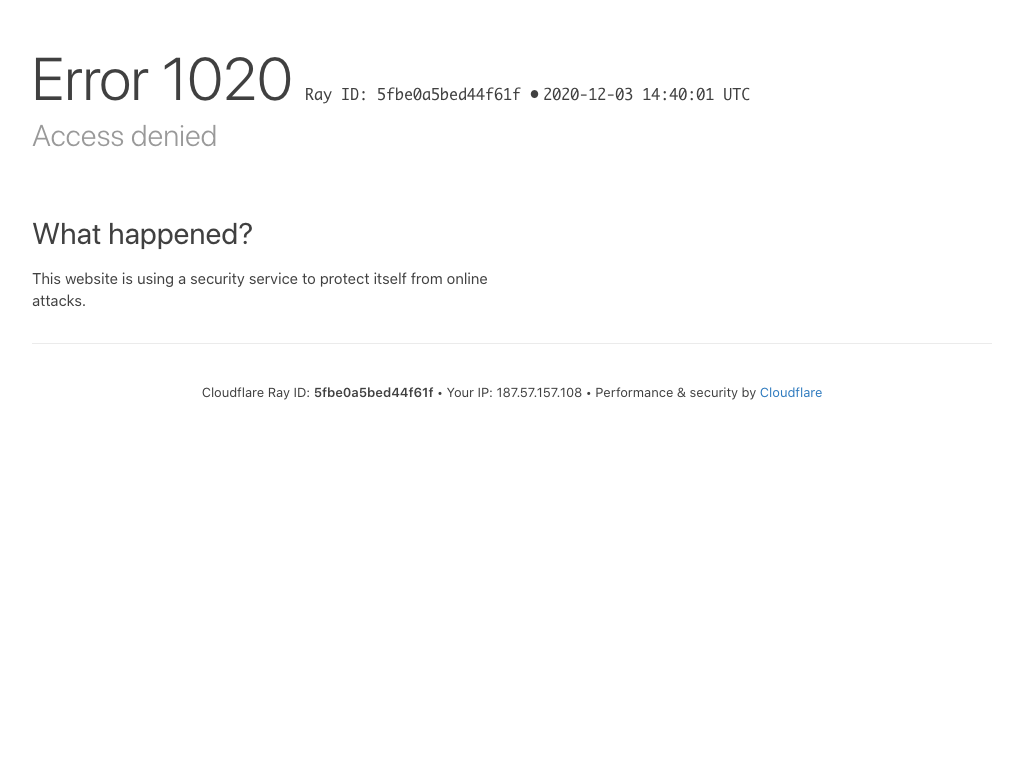 Error 1020 Ray ID: 5fbe0a5bed44f61f • 2020-12-03 14:40:01 UTC
Access denied
What happened?
This website is using a security service to protect itself from online
attacks.
Cloudflare Ray ID: 5fbe0a5bed44f61f • Your IP: 187.57.157.108 • Performance & security by Cloudflare